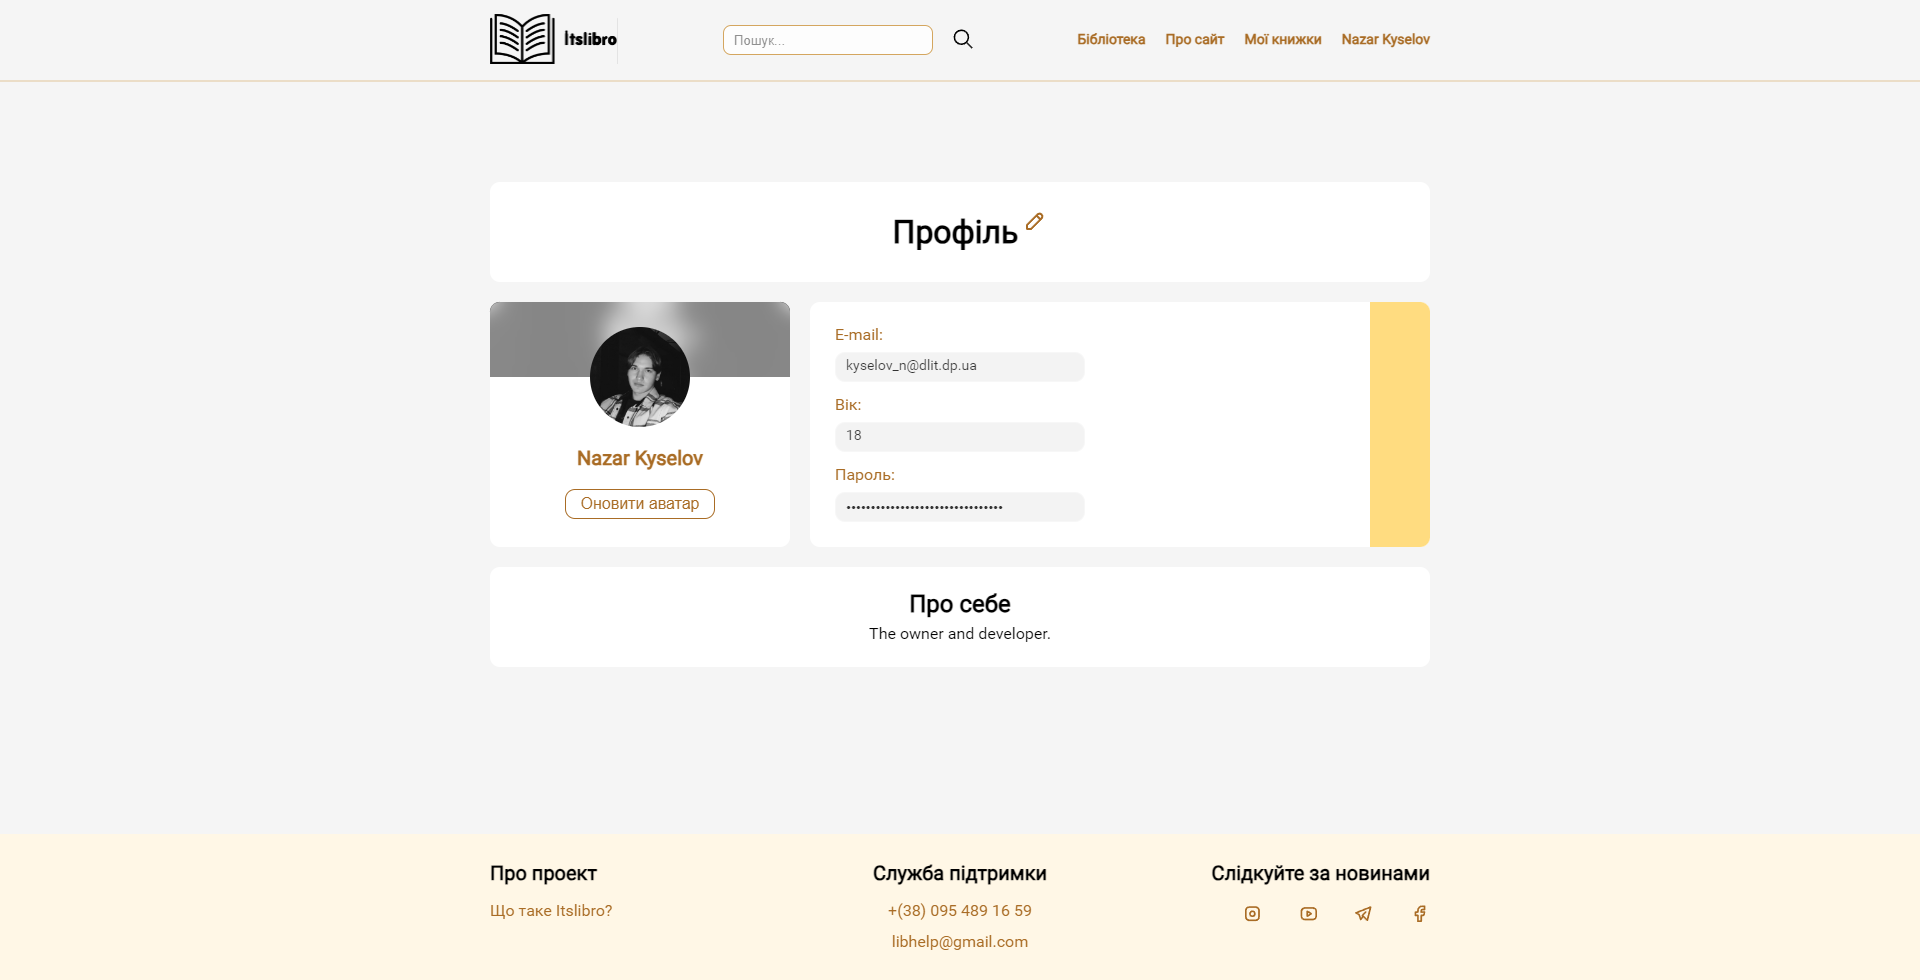 Itslibro
Пошук...
Бібліотека
Про сайт
Мої книжки
Nazar Kyselov
Профіль
Nazar Kyselov
Оновити аватар
E-mail:
kyselov_n@dlit.dp.ua
Вік:
18
Пароль:
••••••••••••••••••••••••••••••••
Про себе
The owner and developer.
Про проект
Що таке Itslibro?
Служба підтримки
+(38) 095 489 16 59
libhelp@gmail.com
Слідкуйте за новинами